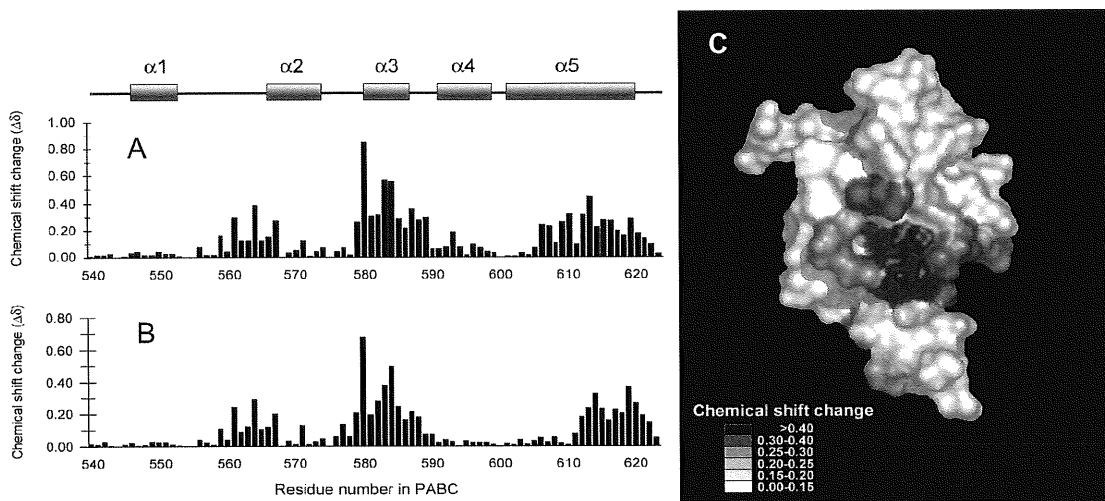 α1 α2 α3 α4 α5
A
Chemical shift change (Δδ)
1.00
0.80
0.60
0.40
0.20
0.00
540 550 560 570 580 590 600 610 620
B
Chemical shift change (Δδ)
0.80
0.60
0.40
0.20
0.00
540 550 560 570 580 590 600 610 620
Residue number in PABC
C
Chemical shift change
>0.40
0.30-0.40
0.25-0.30
0.20-0.25
0.15-0.20
0.00-0.15